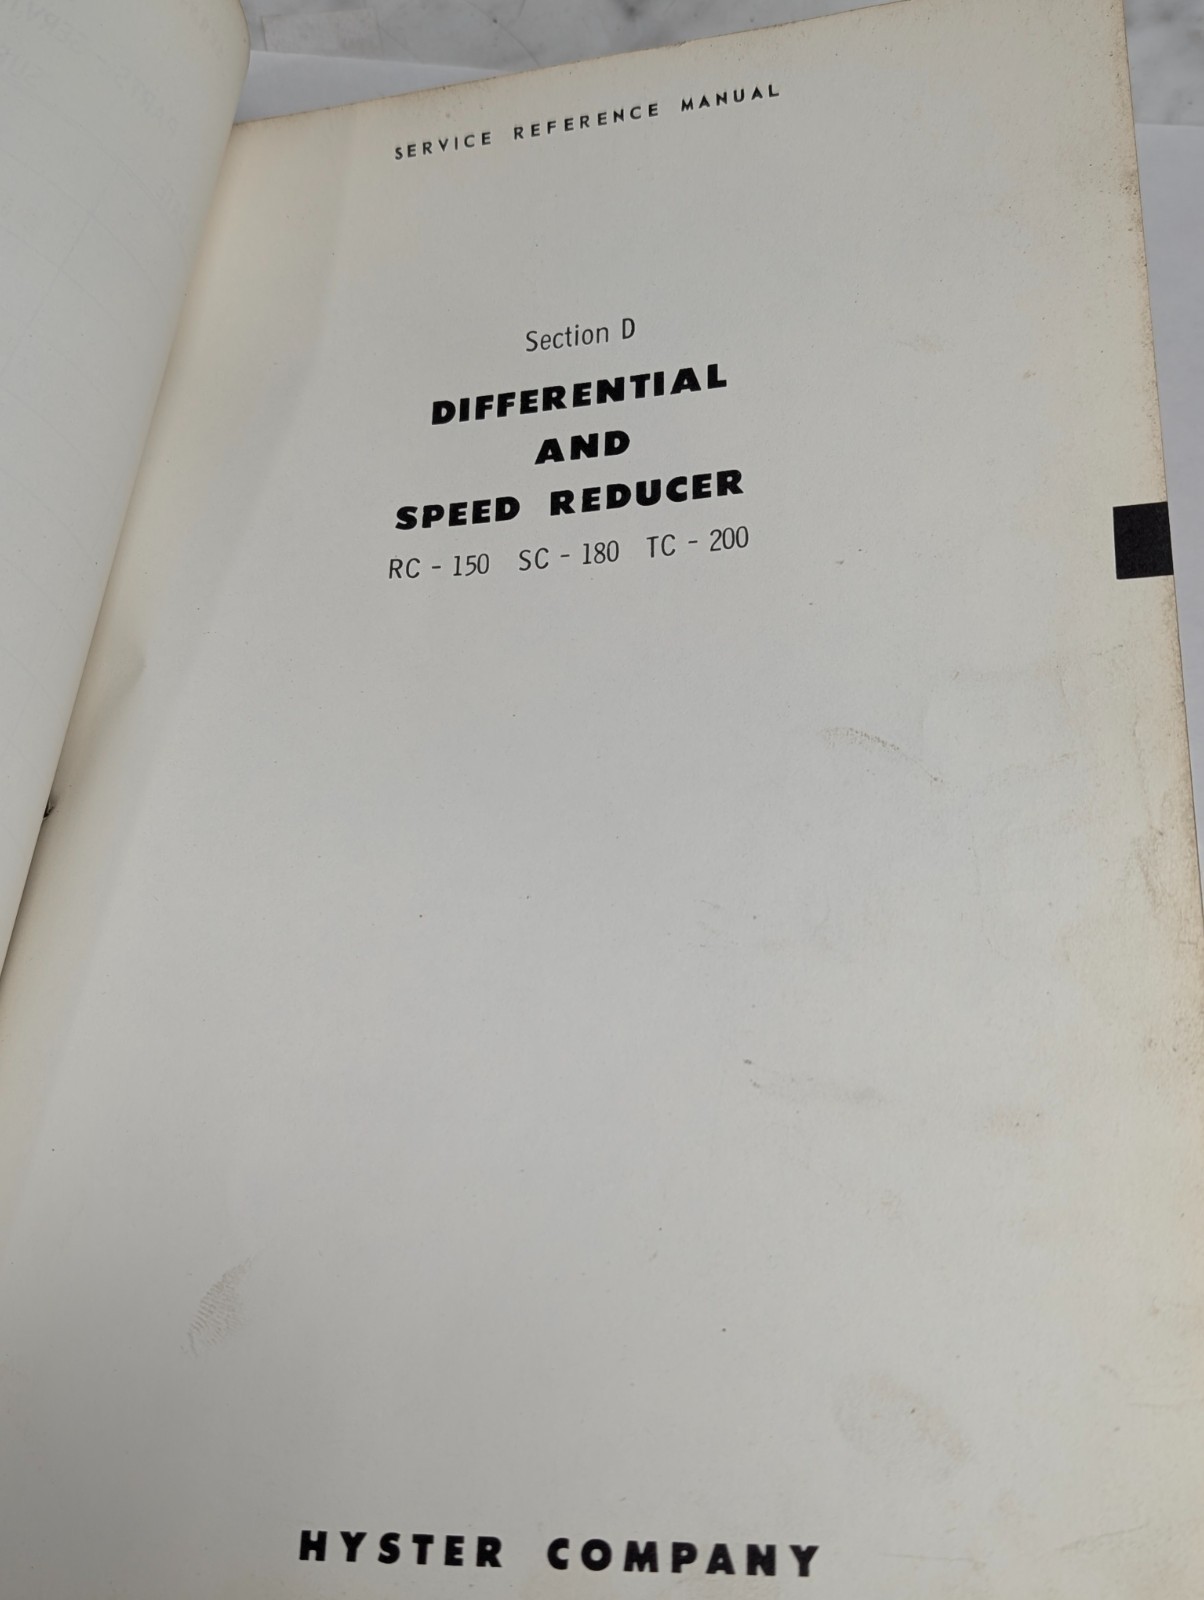 SERVICE REFERENCE MANUAL
Section D
DIFFERENTIAL
AND
SPEED REDUCER
RC - 150 SC - 180 TC - 200
HYSTER COMPANY